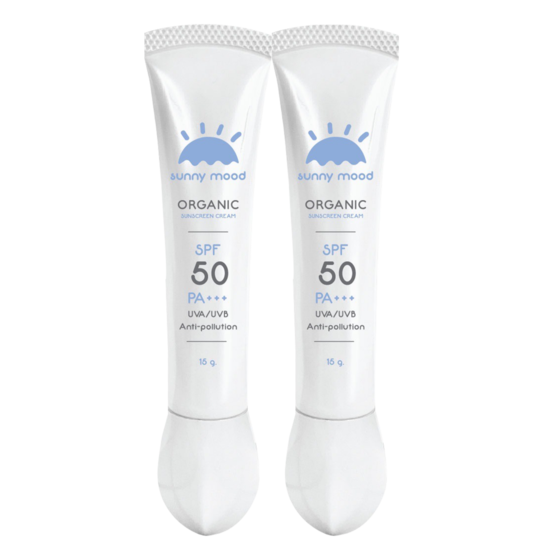 sunny mood
ORGANIC
SUNSCREEN CREAM
SPF
50
PA+++
UVA/UVB
Anti-pollution
15 g.
sunny mood
ORGANIC
SUNSCREEN CREAM
SPF
50
PA+++
UVA/UVB
Anti-pollution
15 g.